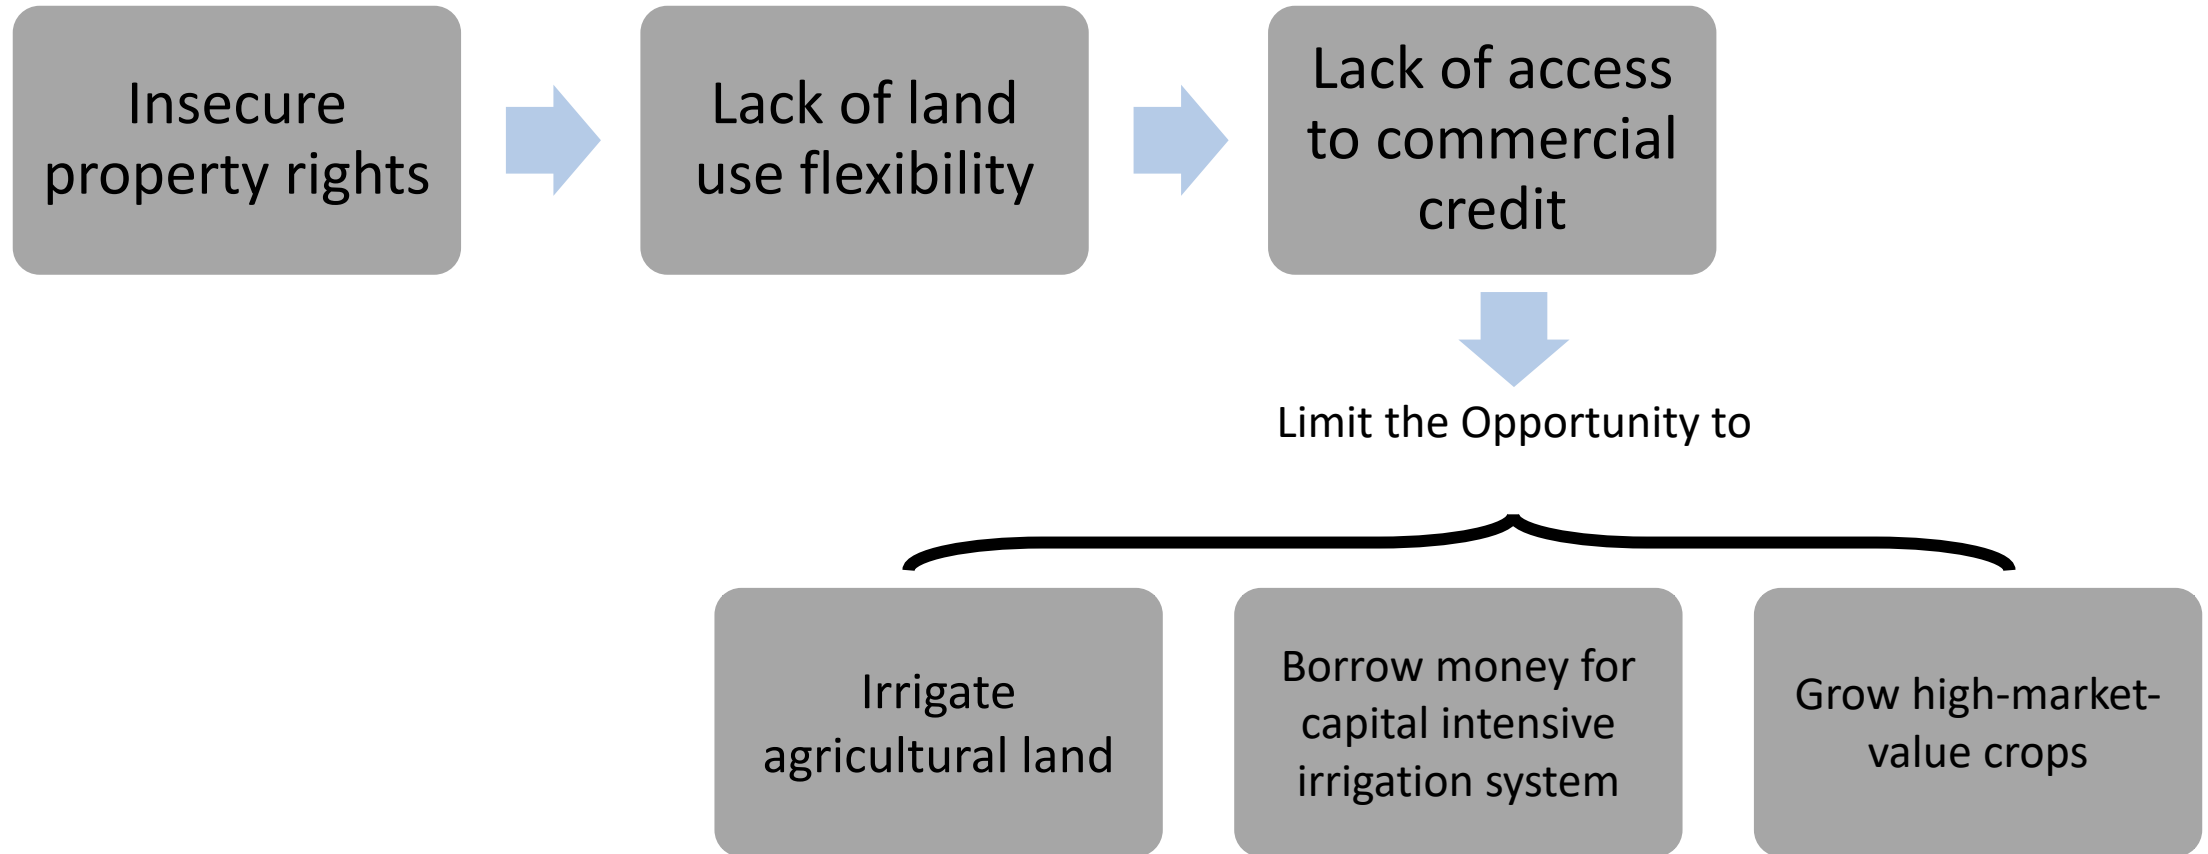 Insecure
property rights
Lack of land
use flexibility
Lack of access
to commercial
credit
Limit the Opportunity to
Irrigate
agricultural land
Borrow money for
capital intensive
irrigation system
Grow high-market-
value crops